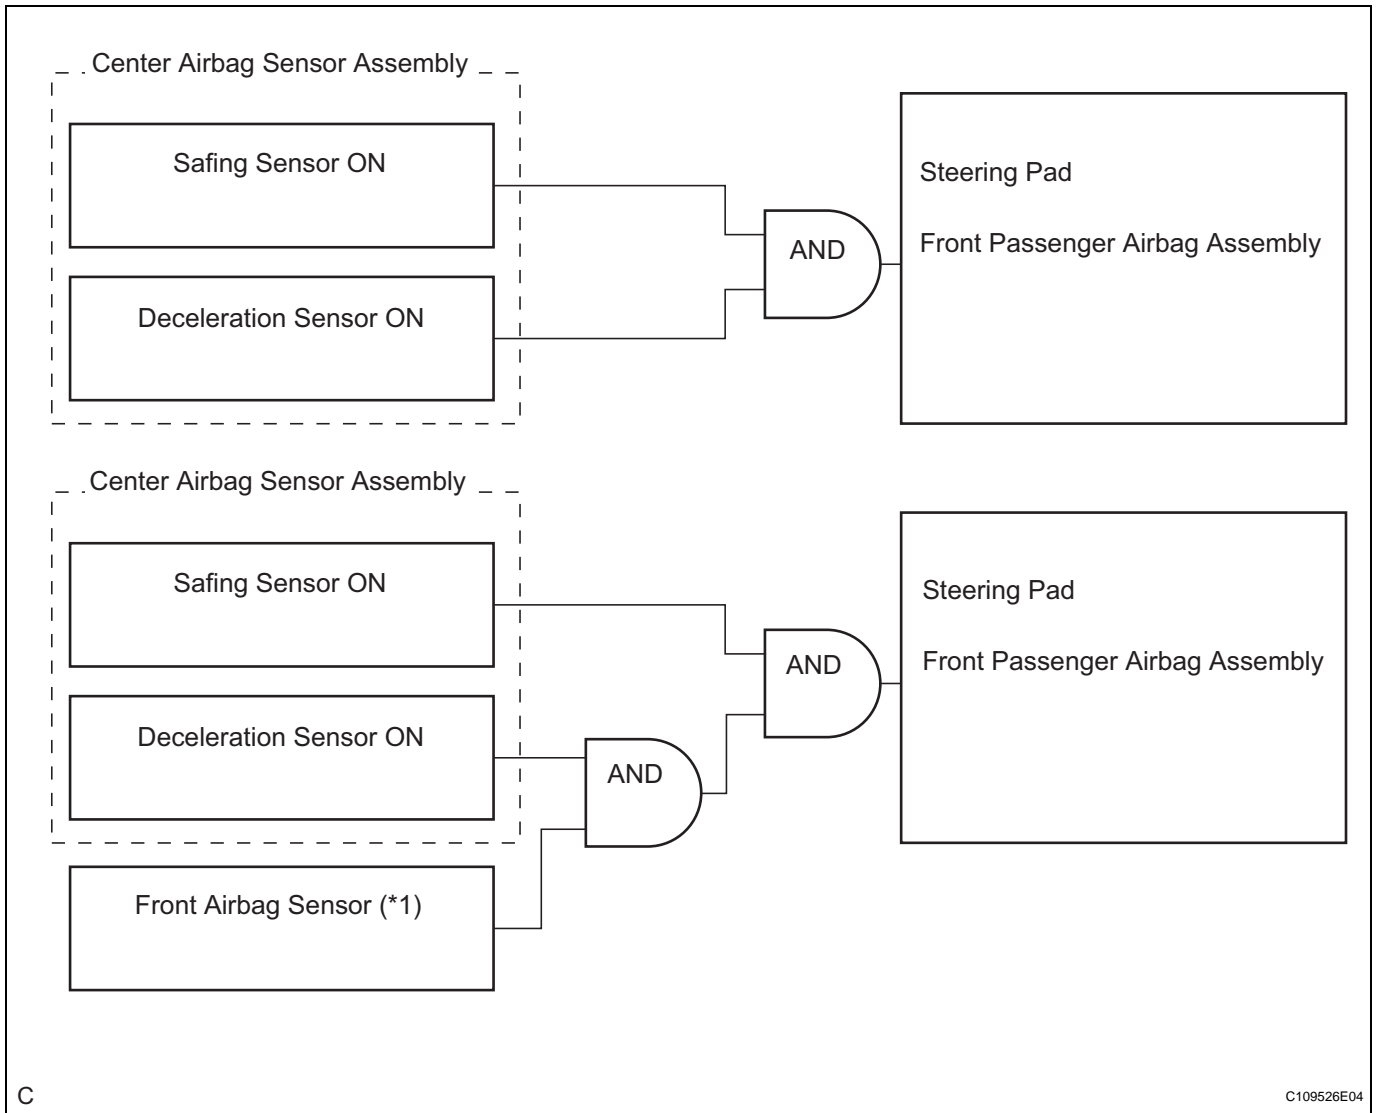 Center Airbag Sensor Assembly
Safing Sensor ON
Deceleration Sensor ON
AND
Steering Pad
Front Passenger Airbag Assembly
Center Airbag Sensor Assembly
Safing Sensor ON
Deceleration Sensor ON
Front Airbag Sensor (*1)
AND
AND
Steering Pad
Front Passenger Airbag Assembly
C
C109526E04